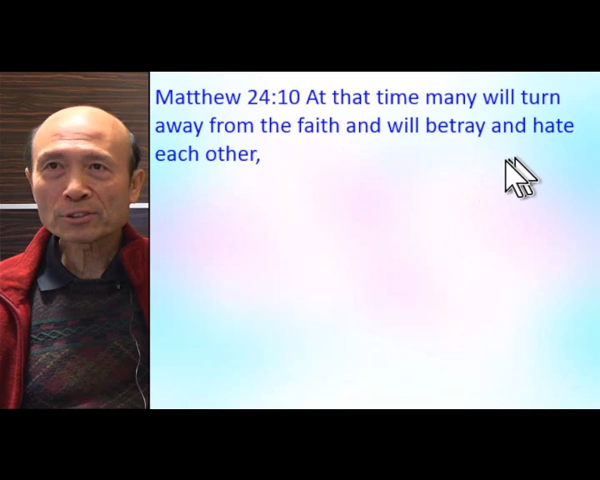 Matthew 24:10 At that time many will turn
away from the faith and will betray and hate
each other,